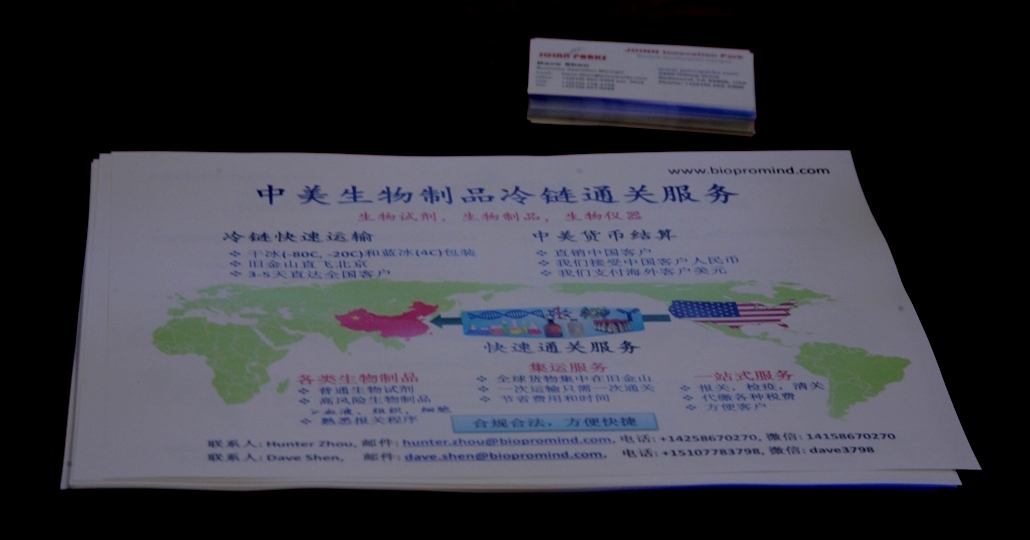 JOINN Innovation Park
JOINN PARKS
Dave Shen
www.biopromind.com
中美生物制品冷链通关服务
生物试剂，生物制品，生物仪器
冷链快速运输
干冰(-80C, -20C)和蓝冰(4C)包装
旧金山直飞北京
3-5天直达全国客户
中美货币结算
直销中国客户
我们接受中国客户人民币
我们支付海外客户美元
快速通关服务
各类生物制品
普通生物试剂
高风险生物制品
血液，组织，细胞
熟悉报关程序
集运服务
全球货物集中在旧金山
一次运输只需一次通关
节省费用和时间
一站式服务
报关，检疫，清关
代缴各种税费
方便客户
合规合法，方便快捷
联系人: Hunter Zhou, 邮件: hunter.zhou@biopromind.com, 电话: +14258670270, 微信: 14158670270
联系人: Dave Shen, 邮件: dave.shen@biopromind.com, 电话: +15107783798, 微信: dave3798